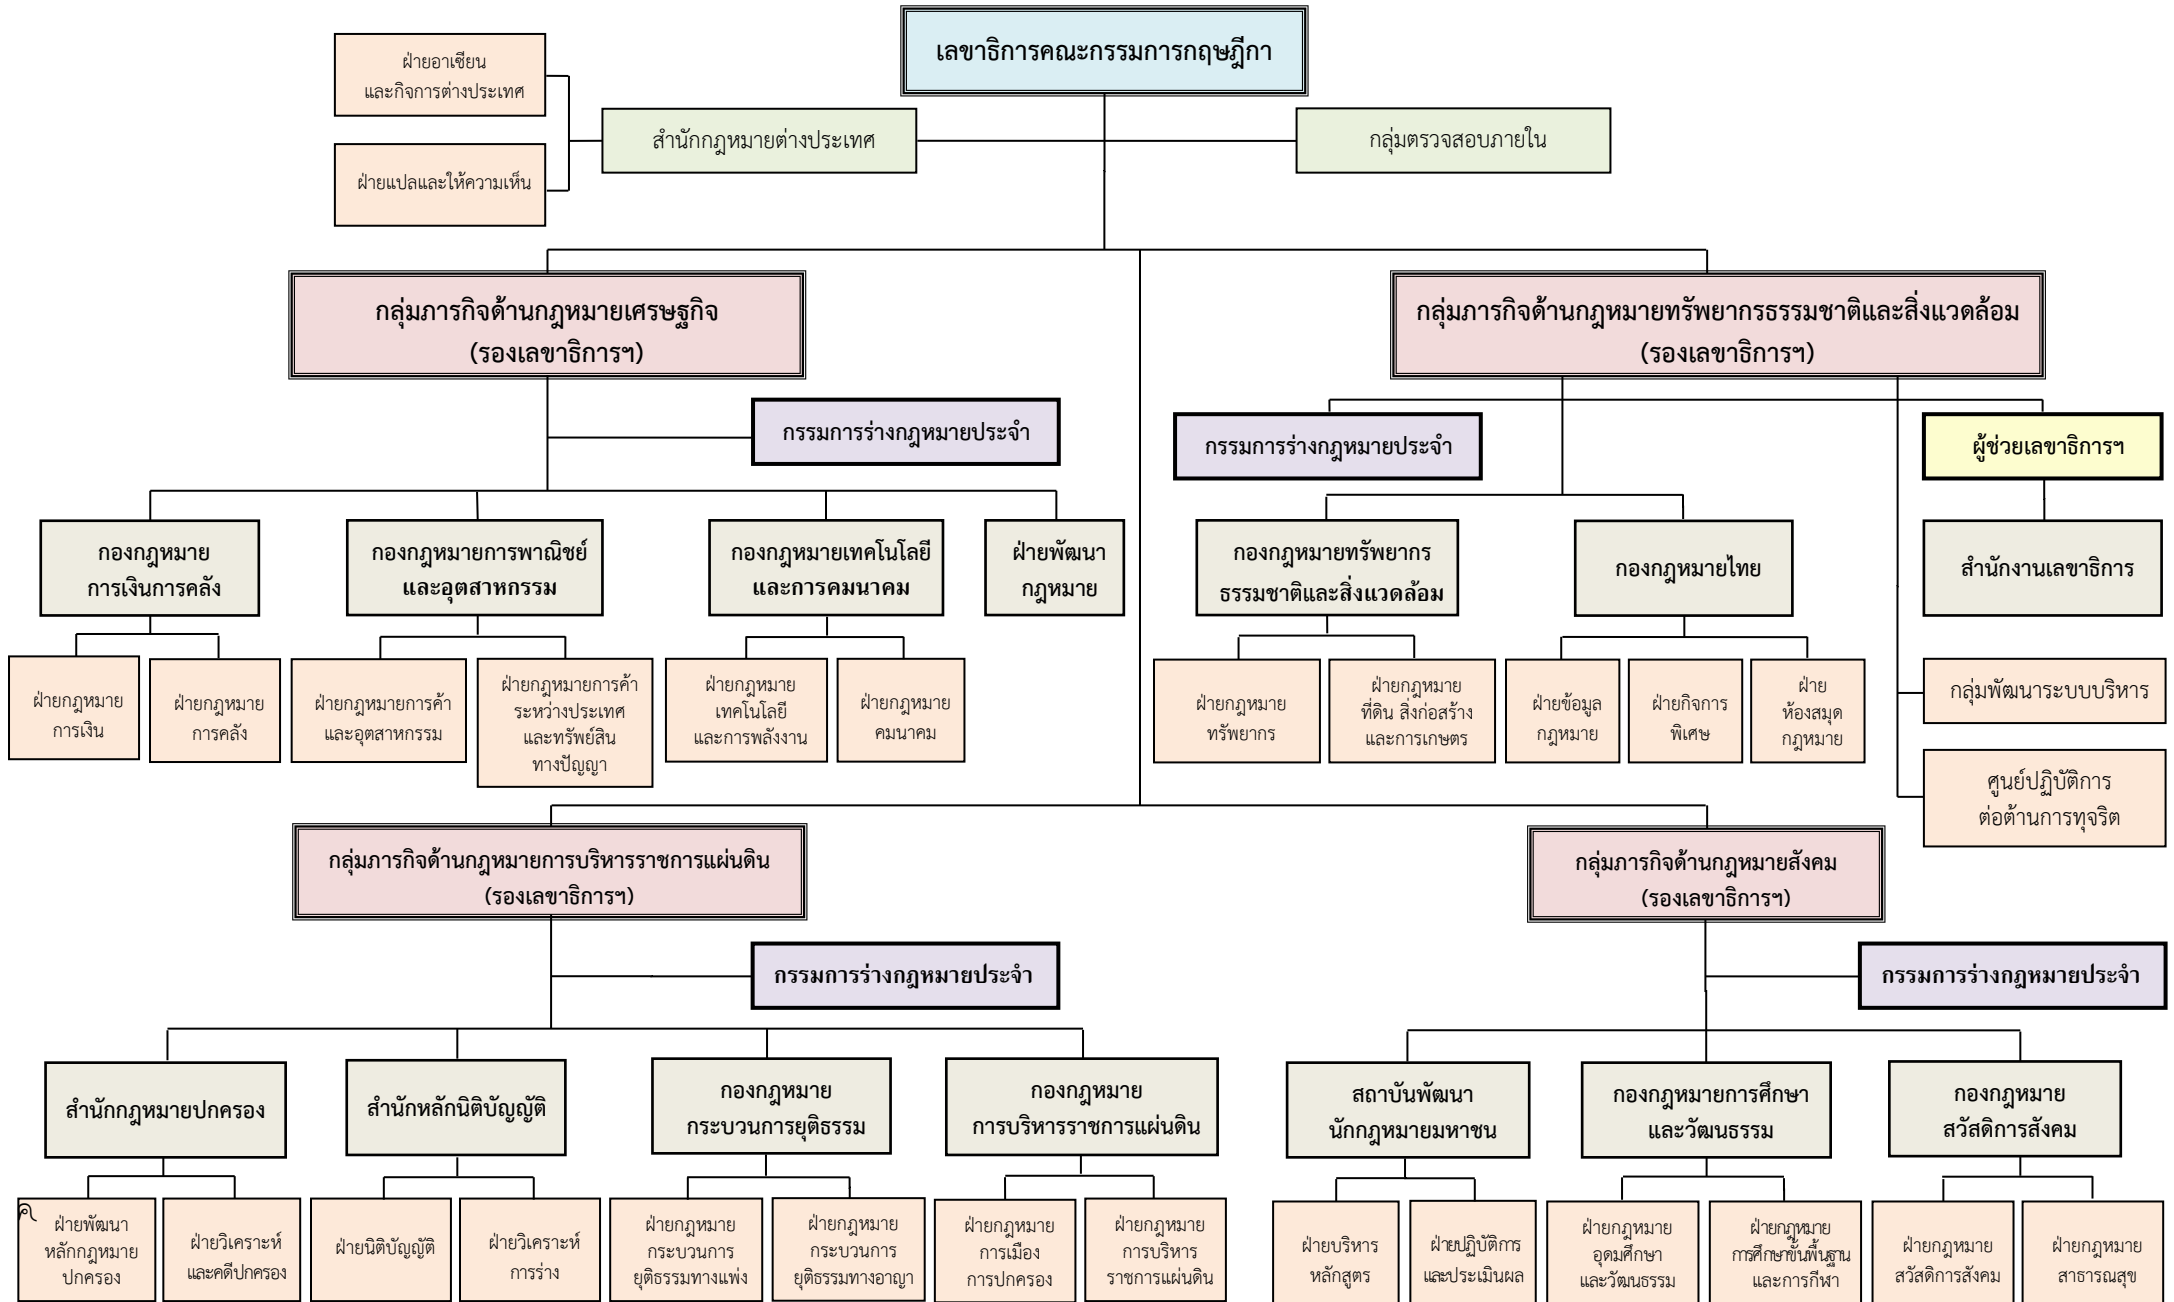 เลขาธิการคณะกรรมการกฤษฎีกา
ฝ่ายอาเซียน
และกิจการต่างประเทศ
สำนักกฎหมายต่างประเทศ
กลุ่มตรวจสอบภายใน
ฝ่ายแปลและให้ความเห็น
กลุ่มภารกิจด้านกฎหมายเศรษฐกิจ
(รองเลขาธิการฯ)
กลุ่มภารกิจด้านกฎหมายทรัพยากรธรรมชาติและสิ่งแวดล้อม
(รองเลขาธิการฯ)
กรรมการร่างกฎหมายประจำ
กรรมการร่างกฎหมายประจำ
ผู้ช่วยเลขาธิการฯ
กองกฎหมาย
การเงินการคลัง
กองกฎหมายการพาณิชย์
และอุตสาหกรรม
กองกฎหมายเทคโนโลยี
และการคมนาคม
ฝ่ายพัฒนา
กฎหมาย
กองกฎหมายทรัพยากร
ธรรมชาติและสิ่งแวดล้อม
กองกฎหมายไทย
สำนักงานเลขาธิการ
ฝ่ายกฎหมาย
การเงิน
ฝ่ายกฎหมาย
การคลัง
ฝ่ายกฎหมายการค้า
และอุตสาหกรรม
ฝ่ายกฎหมายการค้า
ระหว่างประเทศ
และทรัพย์สิน
ทางปัญญา
ฝ่ายกฎหมาย
เทคโนโลยี
และการพลังงาน
ฝ่ายกฎหมาย
คมนาคม
ฝ่ายกฎหมาย
ทรัพยากร
ฝ่ายกฎหมาย
ที่ดิน สิ่งก่อสร้าง
และการเกษตร
ฝ่ายข้อมูล
กฎหมาย
ฝ่ายกิจการ
พิเศษ
ฝ่าย
ห้องสมุด
กฎหมาย
กลุ่มพัฒนาระบบบริหาร
ศูนย์ปฏิบัติการ
ต่อต้านการทุจริต
กลุ่มภารกิจด้านกฎหมายการบริหารราชการแผ่นดิน
(รองเลขาธิการฯ)
กลุ่มภารกิจด้านกฎหมายสังคม
(รองเลขาธิการฯ)
กรรมการร่างกฎหมายประจำ
กรรมการร่างกฎหมายประจำ
สำนักกฎหมายปกครอง
สำนักหลักนิติบัญญัติ
กองกฎหมาย
กระบวนการยุติธรรม
กองกฎหมาย
การบริหารราชการแผ่นดิน
สถาบันพัฒนา
นักกฎหมายมหาชน
กองกฎหมายการศึกษา
และวัฒนธรรม
กองกฎหมาย
สวัสดิการสังคม
ฝ่ายพัฒนา
หลักกฎหมาย
ปกครอง
ฝ่ายวิเคราะห์
และคดีปกครอง
ฝ่ายนิติบัญญัติ
ฝ่ายวิเคราะห์
การร่าง
ฝ่ายกฎหมาย
กระบวนการ
ยุติธรรมทางแพ่ง
ฝ่ายกฎหมาย
กระบวนการ
ยุติธรรมทางอาญา
ฝ่ายกฎหมาย
การเมือง
การปกครอง
ฝ่ายกฎหมาย
การบริหาร
ราชการแผ่นดิน
ฝ่ายบริหาร
หลักสูตร
ฝ่ายปฏิบัติการ
และประเมินผล
ฝ่ายกฎหมาย
อุดมศึกษา
และวัฒนธรรม
ฝ่ายกฎหมาย
การศึกษาขั้นพื้นฐาน
และการกีฬา
ฝ่ายกฎหมาย
สวัสดิการสังคม
ฝ่ายกฎหมาย
สาธารณสุข